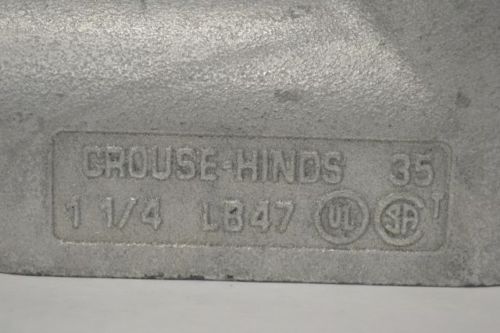 CROUSE-HINDS 35
1 1/4 LB47 UL SA T